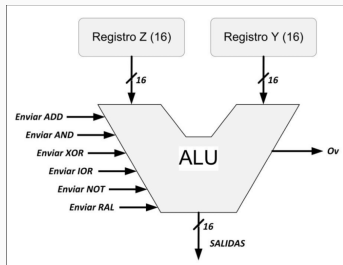 Registro Z (16)
Registro Y (16)
16
16
Enviar ADD
Enviar AND
Enviar XOR
Enviar IOR
Enviar NOT
Enviar RAL
ALU
Ov
16
SALIDAS